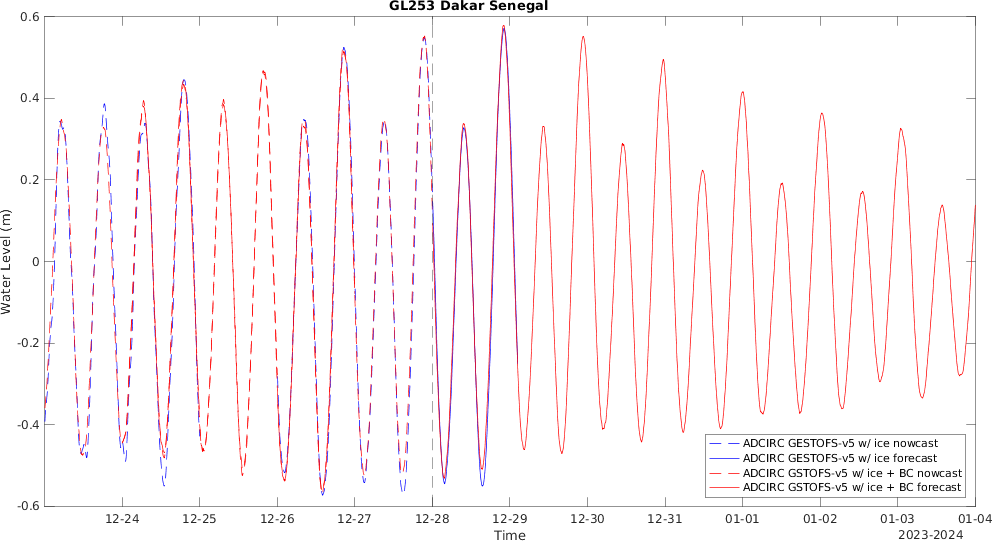 GL253 Dakar Senegal
0.6
0.4
0.2
0
-0.2
-0.4
-0.6
Water Level (m)
ADCIRC GESTOFS-v5 w/ ice nowcast
ADCIRC GESTOFS-v5 w/ ice forecast
ADCIRC GSTOFS-v5 w/ ice + BC nowcast
ADCIRC GSTOFS-v5 w/ ice + BC forecast
12-24 12-25 12-26 12-27 12-28 12-29 12-30 12-31 01-01 01-02 01-03 01-04
Time
2023-2024